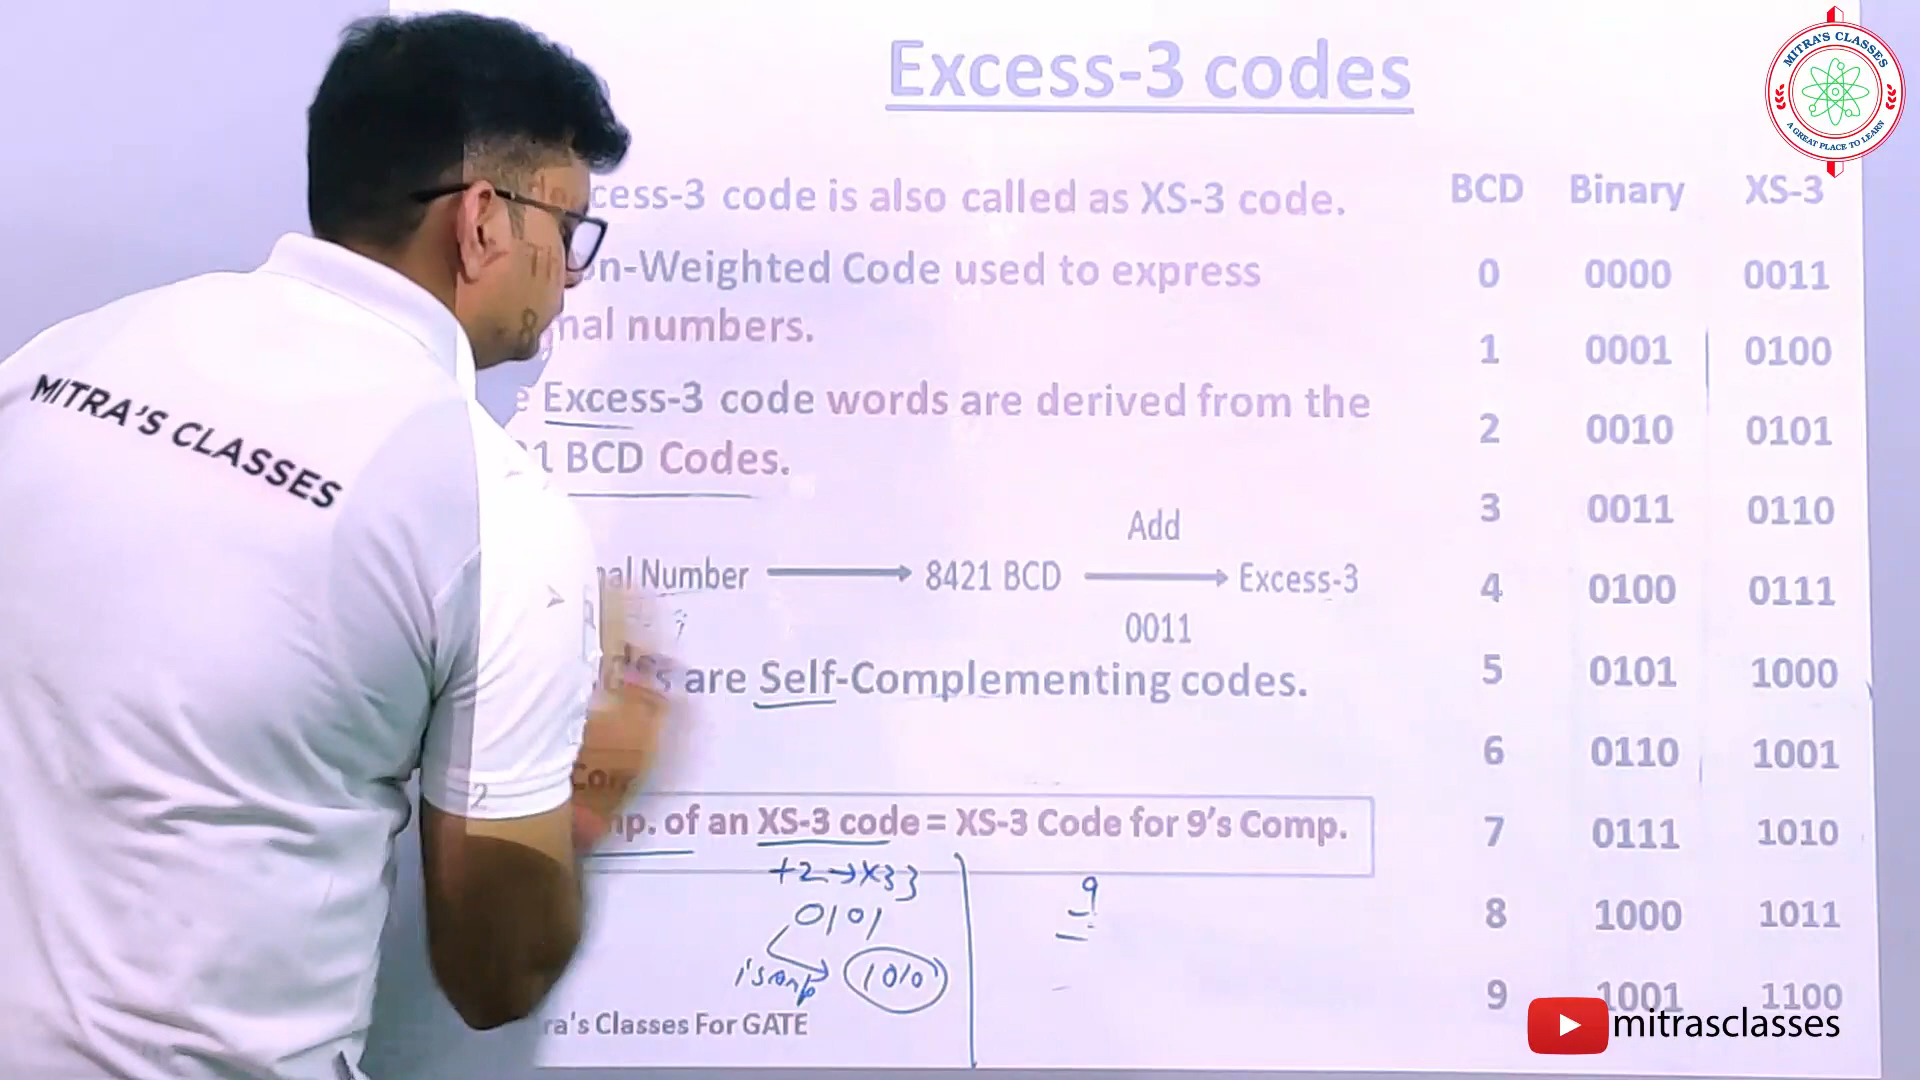 Excess-3 codes
MITRA'S CLASSES
A GREAT PLACE TO LEARN
cess-3 code is also called as XS-3 code.
n-Weighted Code used to express
nal numbers.
e Excess-3 code words are derived from the
1 BCD Codes.
Add
nal Number → 8421 BCD → Excess-3
0011
are Self-Complementing codes.
mp. of an XS-3 code = XS-3 Code for 9's Comp.
+2→X33
0101
1's comp 1010
9
ra's Classes For GATE
BCD Binary XS-3
0 0000 0011
1 0001 0100
2 0010 0101
3 0011 0110
4 0100 0111
5 0101 1000
6 0110 1001
7 0111 1010
8 1000 1011
9 1001 1100
mitrasclasses
MITRA'S CLASSES